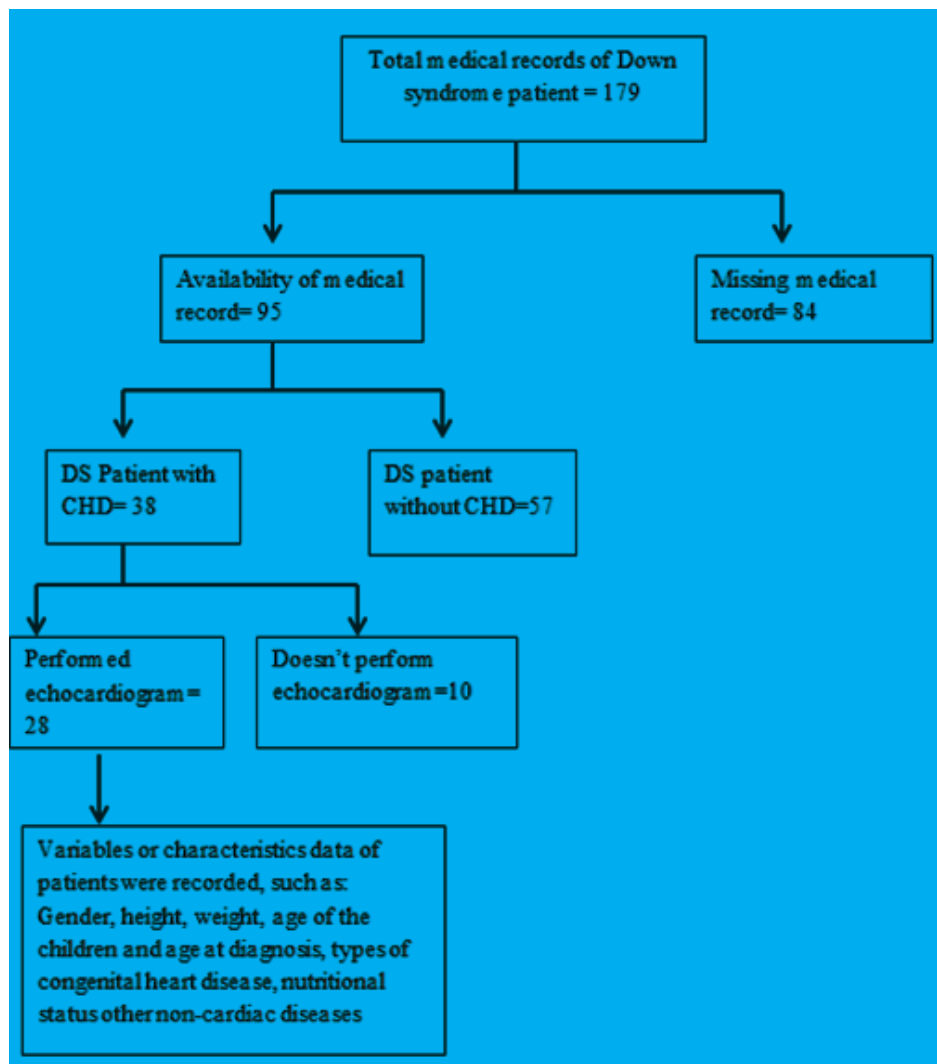 Total medical records of Down
syndrome patient = 179
Availability of medical
record= 95
Missing medical
record= 84
DS Patient with
CHD= 38
DS patient
without CHD=57
Performed
echocardiogram=
28
Doesn’t perform
echocardiogram=10
Variables or characteristics data of
patients were recorded, such as:
Gender, height, weight, age of the
children and age at diagnosis, types of
congenital heart disease, nutritional
status other non-cardiac diseases